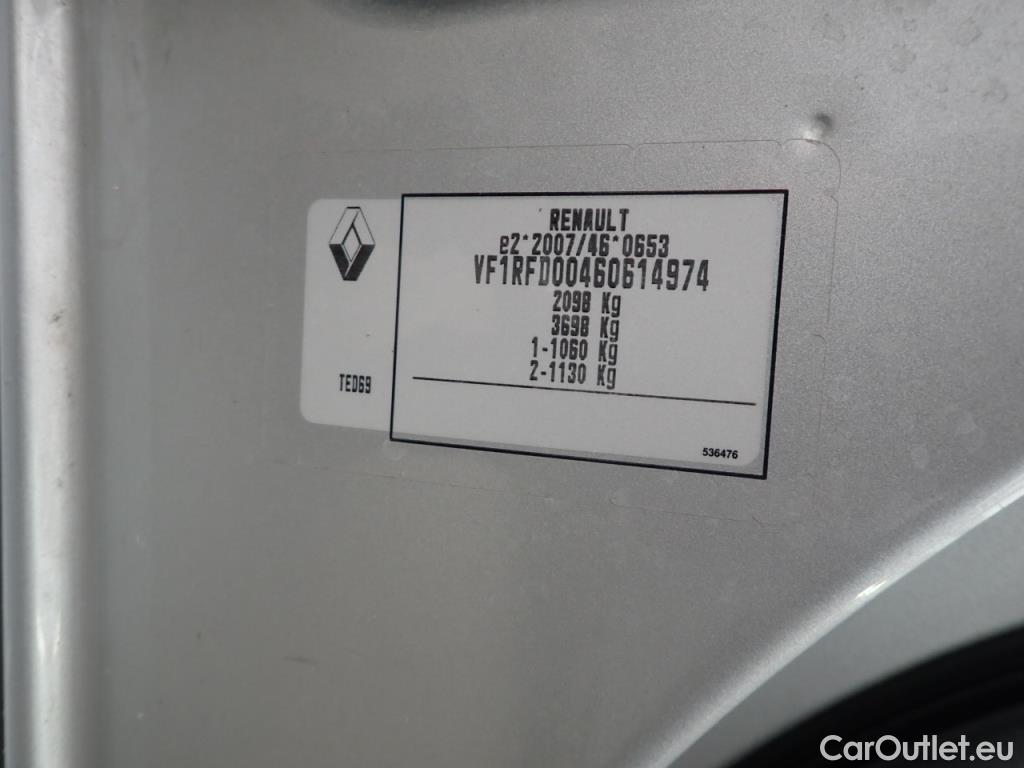 RENAULT
e2*2007/46*0653
VF1RFD00460614974
2098 Kg
3698 Kg
1-1060 Kg
2-1130 Kg
TED69
536476
CarOutlet.eu